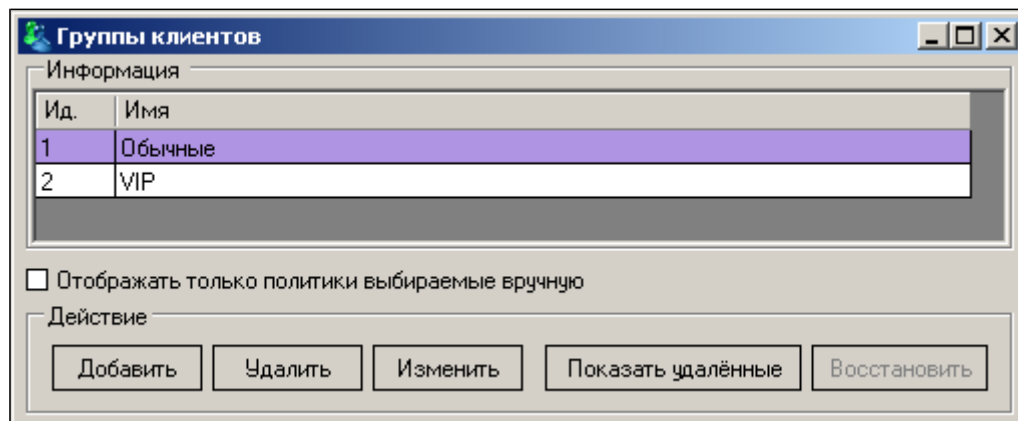 Группы клиентов
Информация
Ид. Имя
1 Обычные
2 VIP
Отображать только политики выбираемые вручную
Действие
Добавить Удалить Изменить Показать удалённые Восстановить